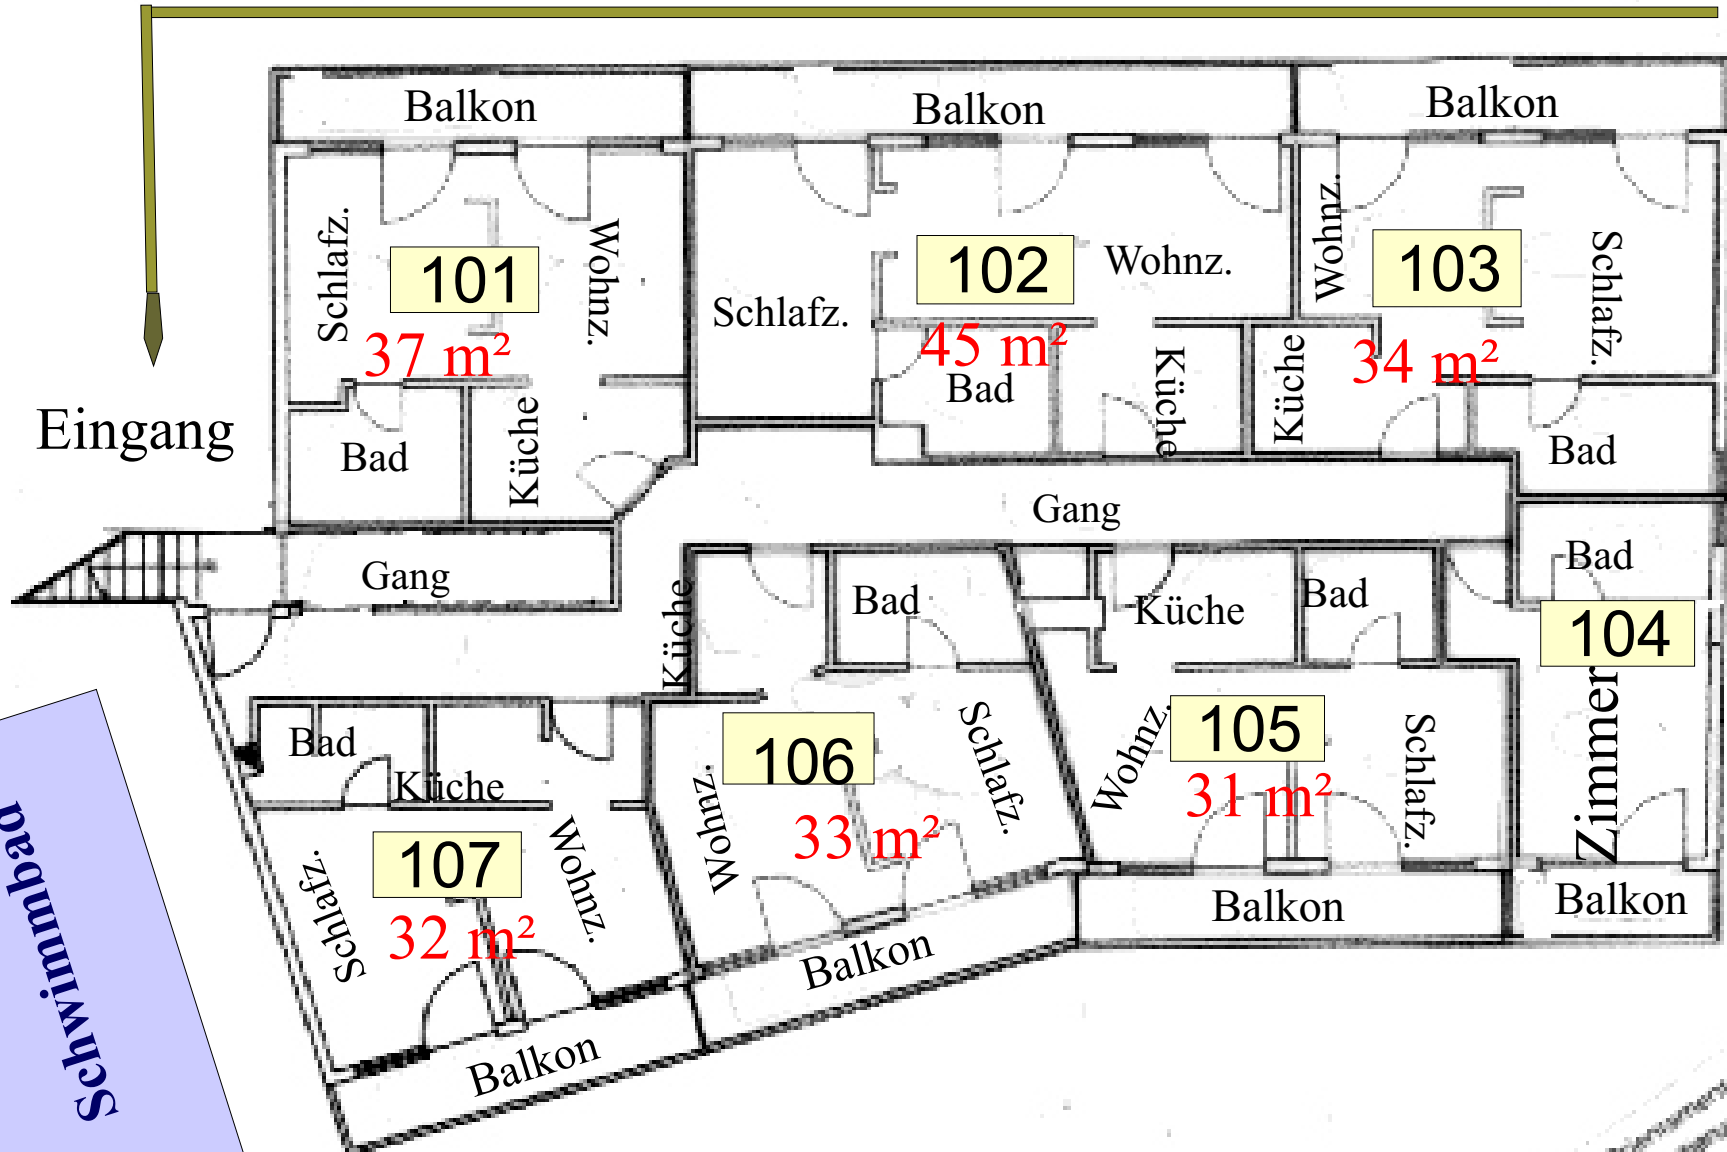 Balkon
Balkon
Balkon
Schlafz.
Wohnz.
101
37 m²
Bad
Küche
Schlafz.
102
Wohnz.
45 m²
Bad
Küche
Wohnz.
103
Schlafz.
34 m²
Küche
Bad
Eingang
Gang
Gang
Küche
Bad
Küche
Bad
Bad
104
Zimmer
Balkon
Wohnz.
105
31 m²
Schlafz.
Balkon
Wohnz.
106
33 m²
Schlafz.
Balkon
Bad
Küche
107
32 m²
Schlafz.
Wohnz.
Balkon
Schwimmbad